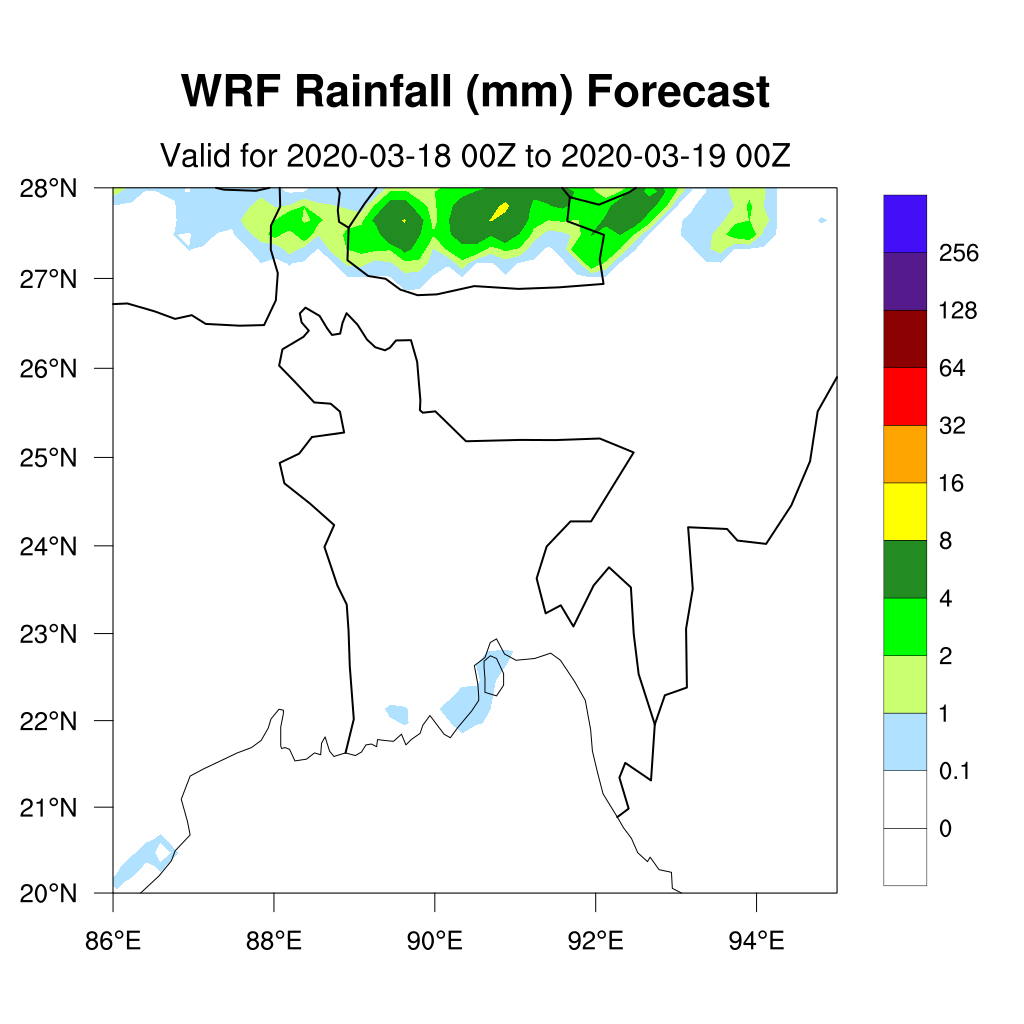 WRF Rainfall (mm) Forecast
Valid for 2020-03-18 00Z to 2020-03-19 00Z
28°N
27°N
26°N
25°N
24°N
23°N
22°N
21°N
20°N
86°E 88°E 90°E 92°E 94°E
256
128
64
32
16
8
4
2
1
0.1
0